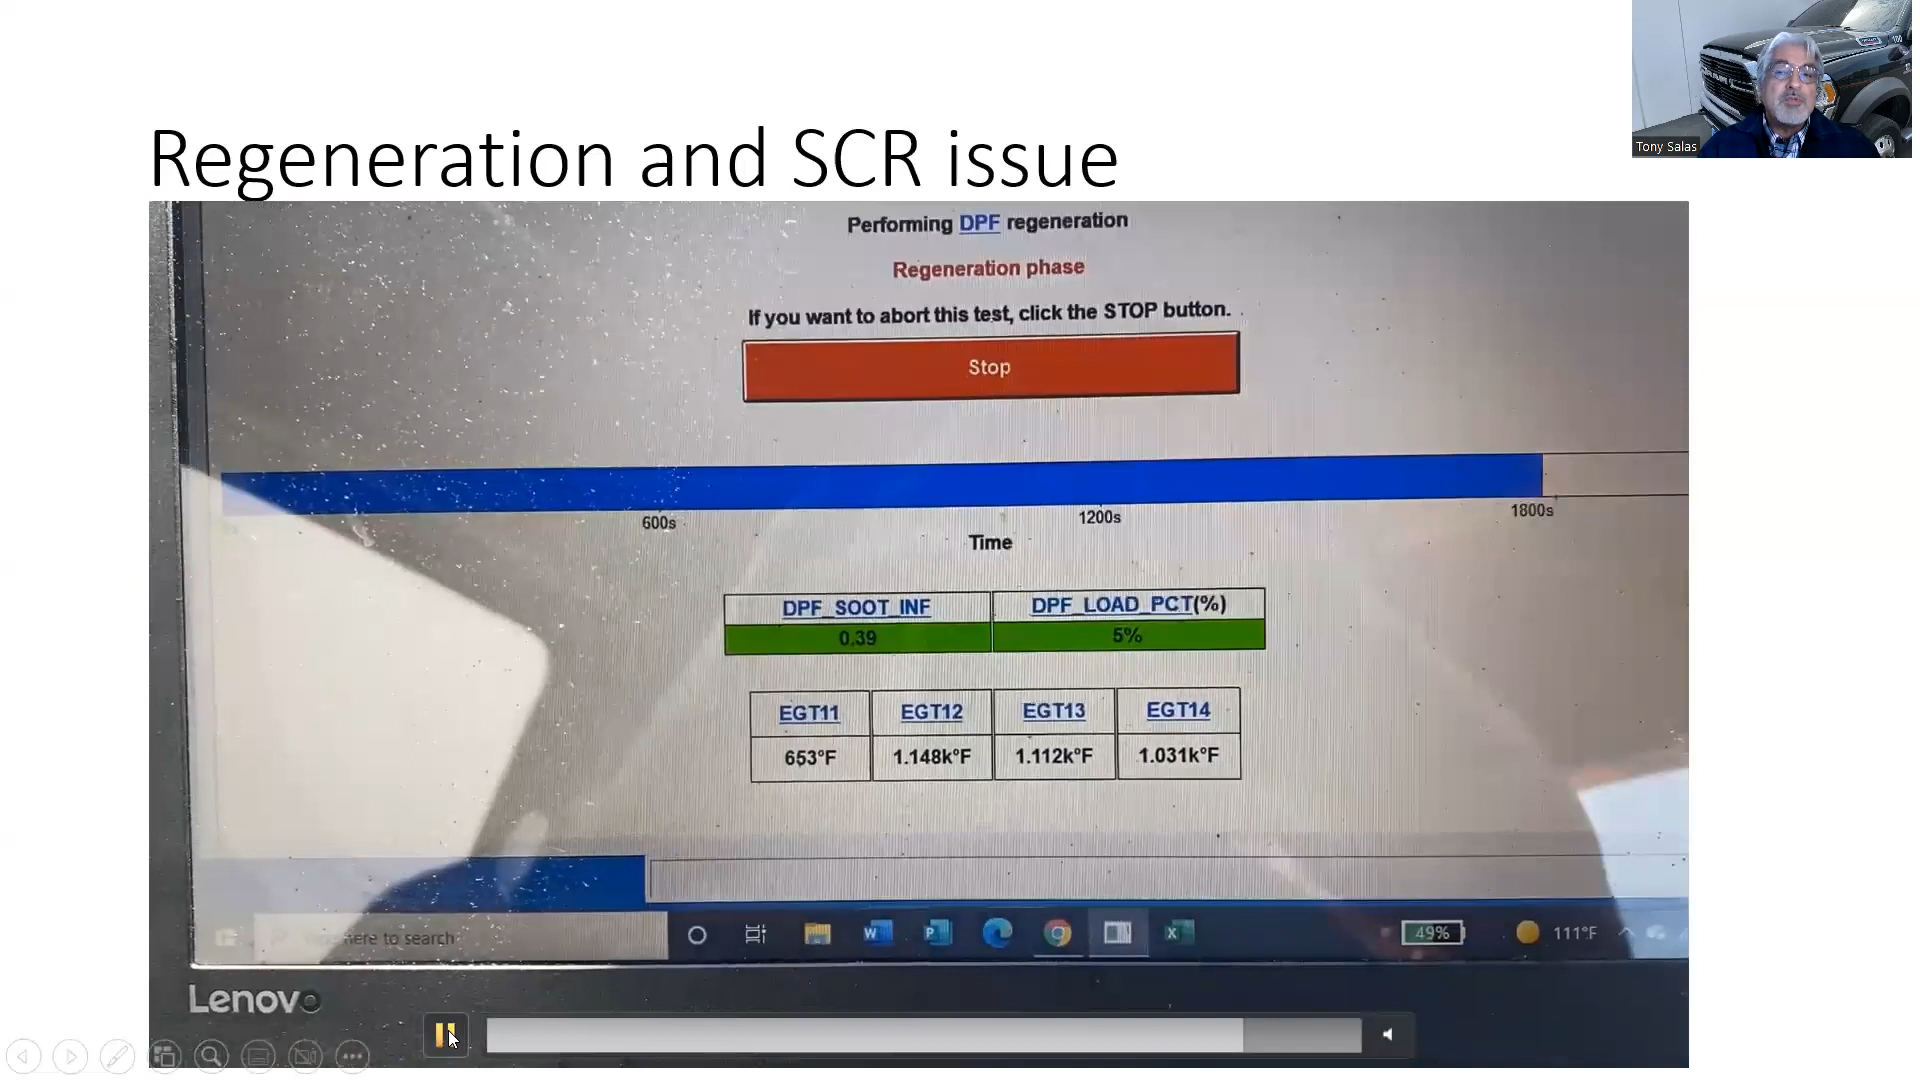 Regeneration and SCR issue
Tony Salas
Performing DPF regeneration
Regeneration phase
If you want to abort this test, click the STOP button.
Stop
600s 1200s 1800s
Time
DPF_SOOT_INF DPF_LOAD_PCT(%)
0.39 5%
EGT11 EGT12 EGT13 EGT14
653°F 1.148k°F 1.112k°F 1.031k°F
here to search
49% 111°F
Lenovo